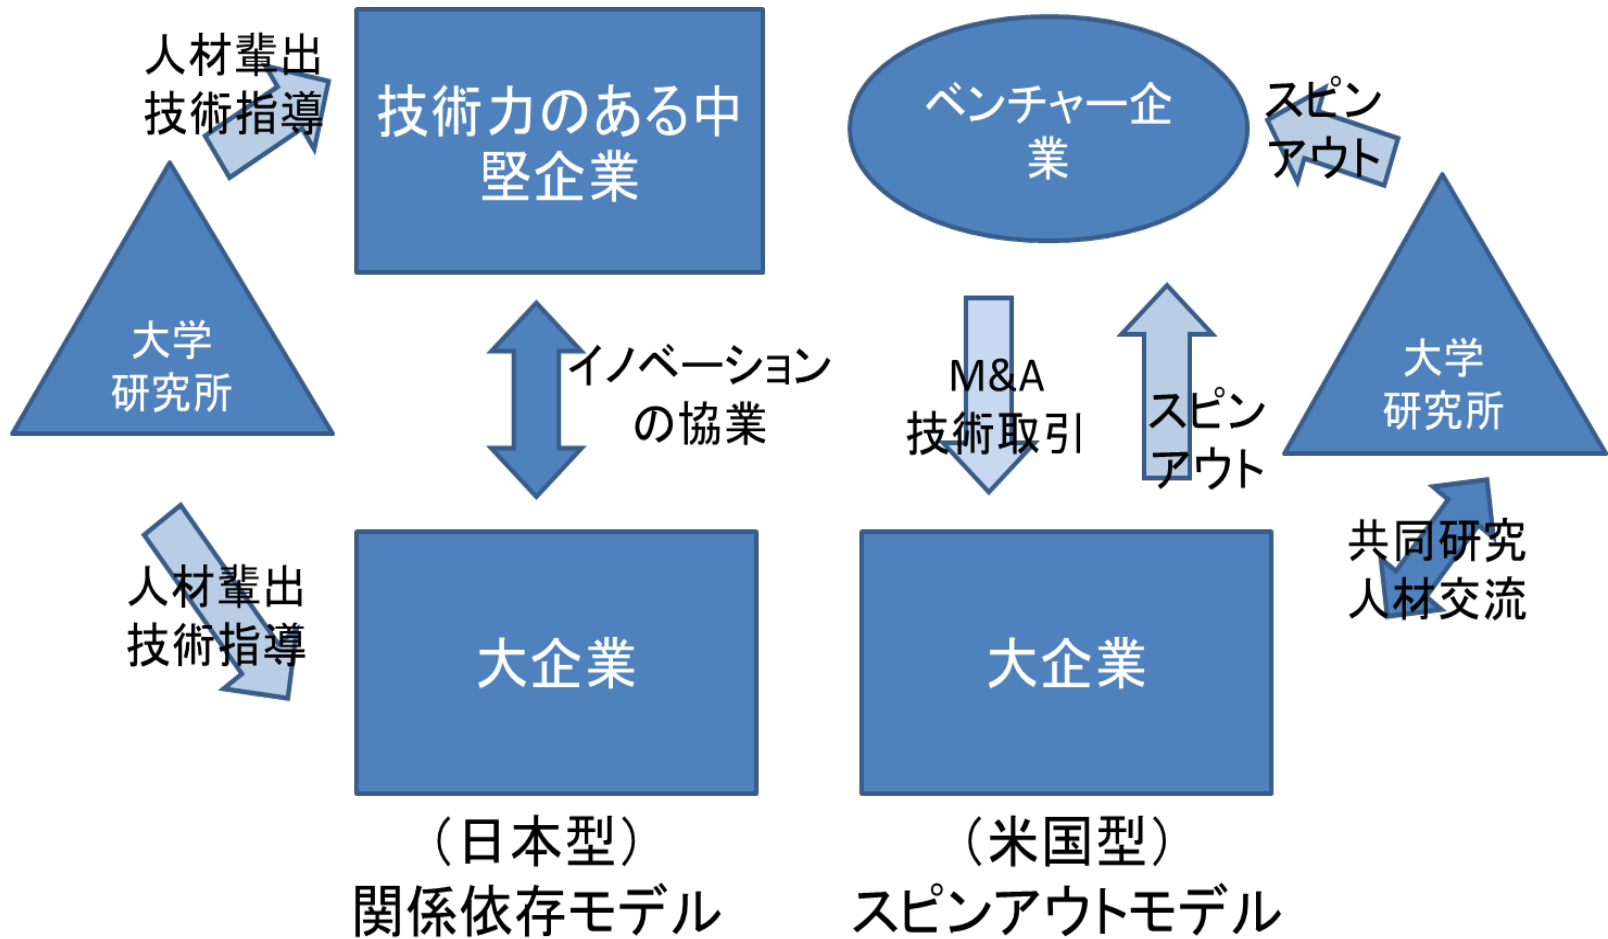 人材輩出
技術指導
技術力のある中
堅企業
大学
研究所
イノベーション
の協業
人材輩出
技術指導
大企業
（日本型）
関係依存モデル
ベンチャー企
業
スピン
アウト
M&A
技術取引
スピン
アウト
大学
研究所
共同研究
人材交流
大企業
（米国型）
スピンアウトモデル